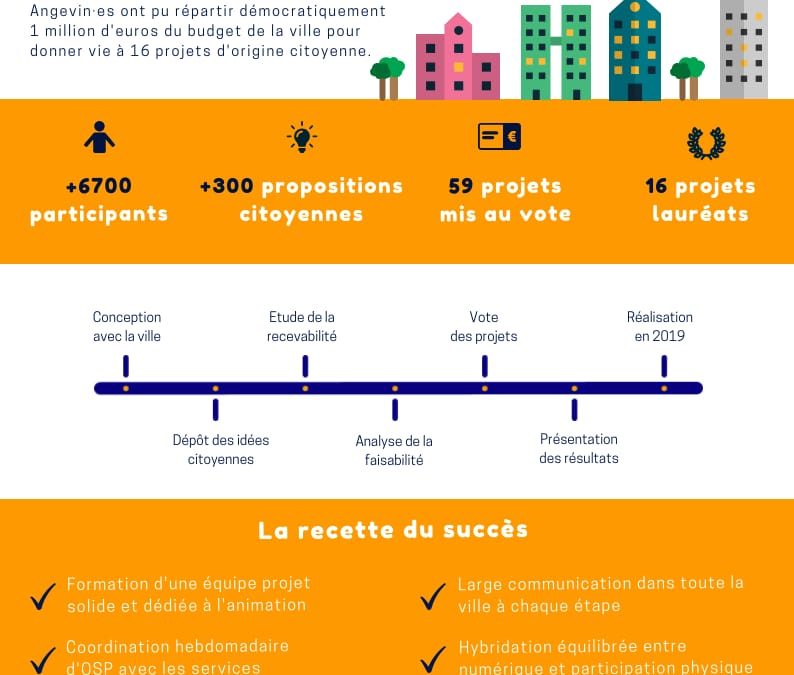 Angevin·es ont pu répartir démocratiquement
1 million d'euros du budget de la ville pour
donner vie à 16 projets d'origine citoyenne.
€
+6700
participants
+300 propositions
citoyennes
59 projets
mis au vote
16 projets
lauréats
Conception
avec la ville
Etude de la
recevabilité
Vote
des projets
Réalisation
en 2019
Dépôt des idées
citoyennes
Analyse de la
faisabilité
Présentation
des résultats
La recette du succès
Formation d'une équipe projet
solide et dédiée à l'animation
Large communication dans toute la
ville à chaque étape
Coordination hebdomadaire
d'OSP avec les services
Hybridation équilibrée entre
numérique et participation physique